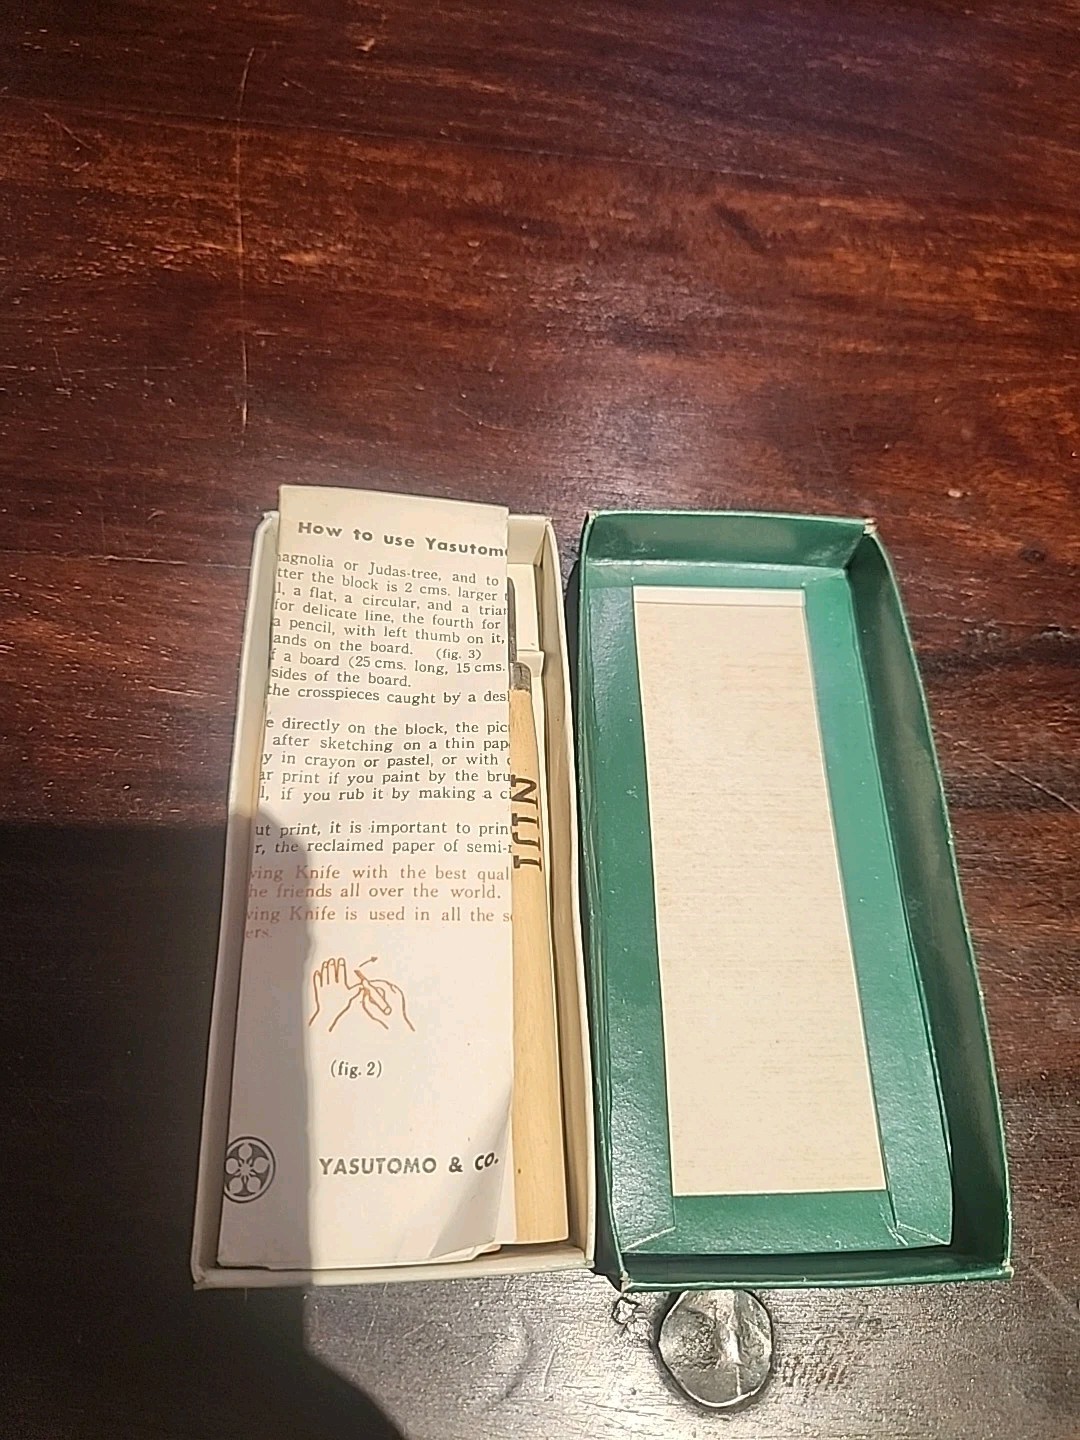 How to use Yasutomo
agnolia or Judas-tree, and to
tter the block is 2 cms. larger
l, a flat, a circular, and a trian
for delicate line, the fourth for
a pencil, with left thumb on it,
ands on the board. (fig. 3)
f a board (25 cms. long, 15 cms.
sides of the board.
the crosspieces caught by a des
e directly on the block, the pic
after sketching on a thin pap
y in crayon or pastel, or with
ar print if you paint by the bru
l, if you rub it by making a ci
ut print, it is important to prin
r, the reclaimed paper of semi-
ving Knife with the best qual
he friends all over the world.
ving Knife is used in all the s
ers.
(fig. 2)
YASUTOMO & CO.